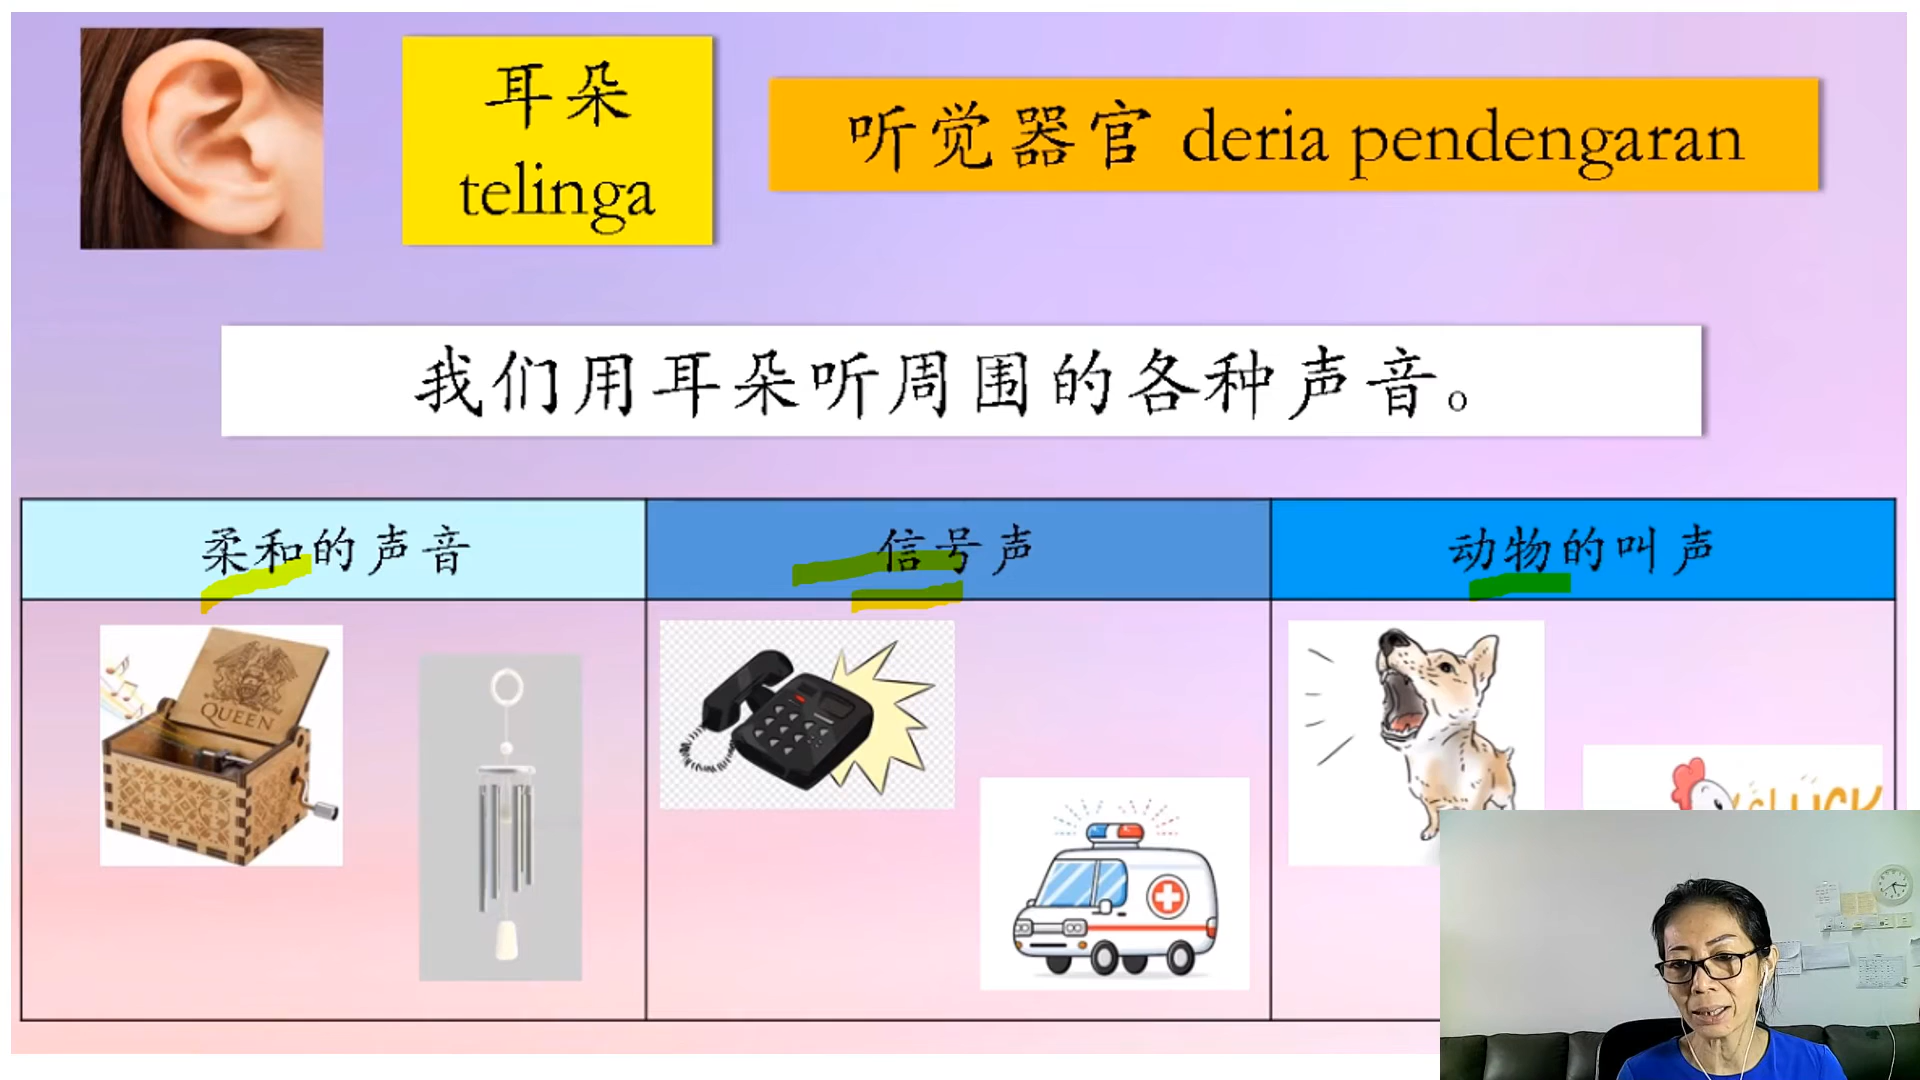 耳朵
telinga
听觉器官 deria pendengaran
我们用耳朵听周围的各种声音。
柔和的声音
信号声
动物的叫声
QUEEN